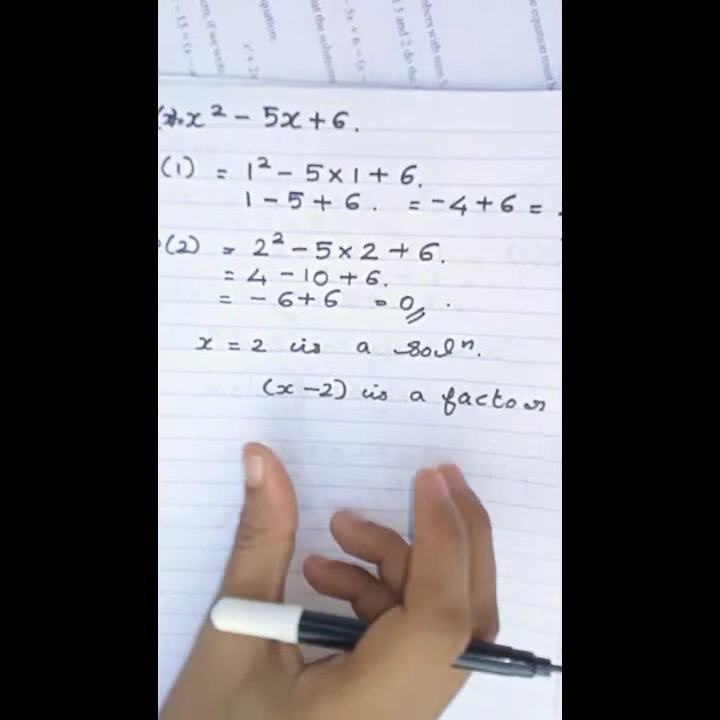 x² - 5x + 6.
(1) = 1² - 5 × 1 + 6.
1 - 5 + 6. = -4 + 6 =
(2) = 2² - 5 × 2 + 6.
= 4 - 10 + 6.
= - 6 + 6 = 0 .
x = 2 is a solⁿ.
(x - 2) is a factor